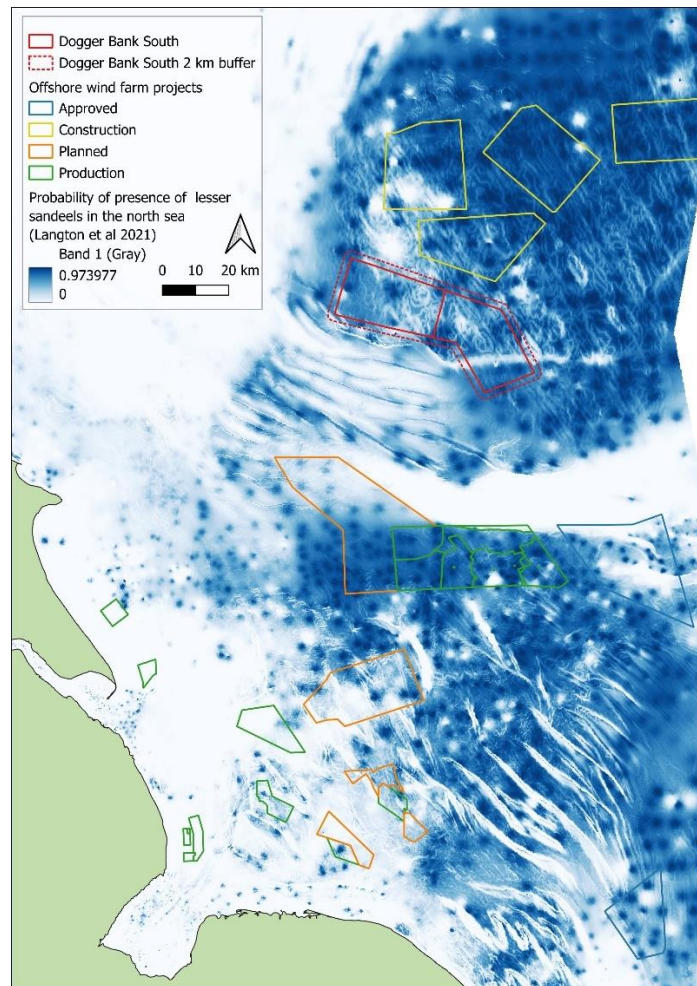 Dogger Bank South
Dogger Bank South 2 km buffer
Offshore wind farm projects
Approved
Construction
Planned
Production
Probability of presence of lesser
sandeels in the north sea
(Langton et al 2021)
Band 1 (Gray)
0.973977
0
0 10 20 km